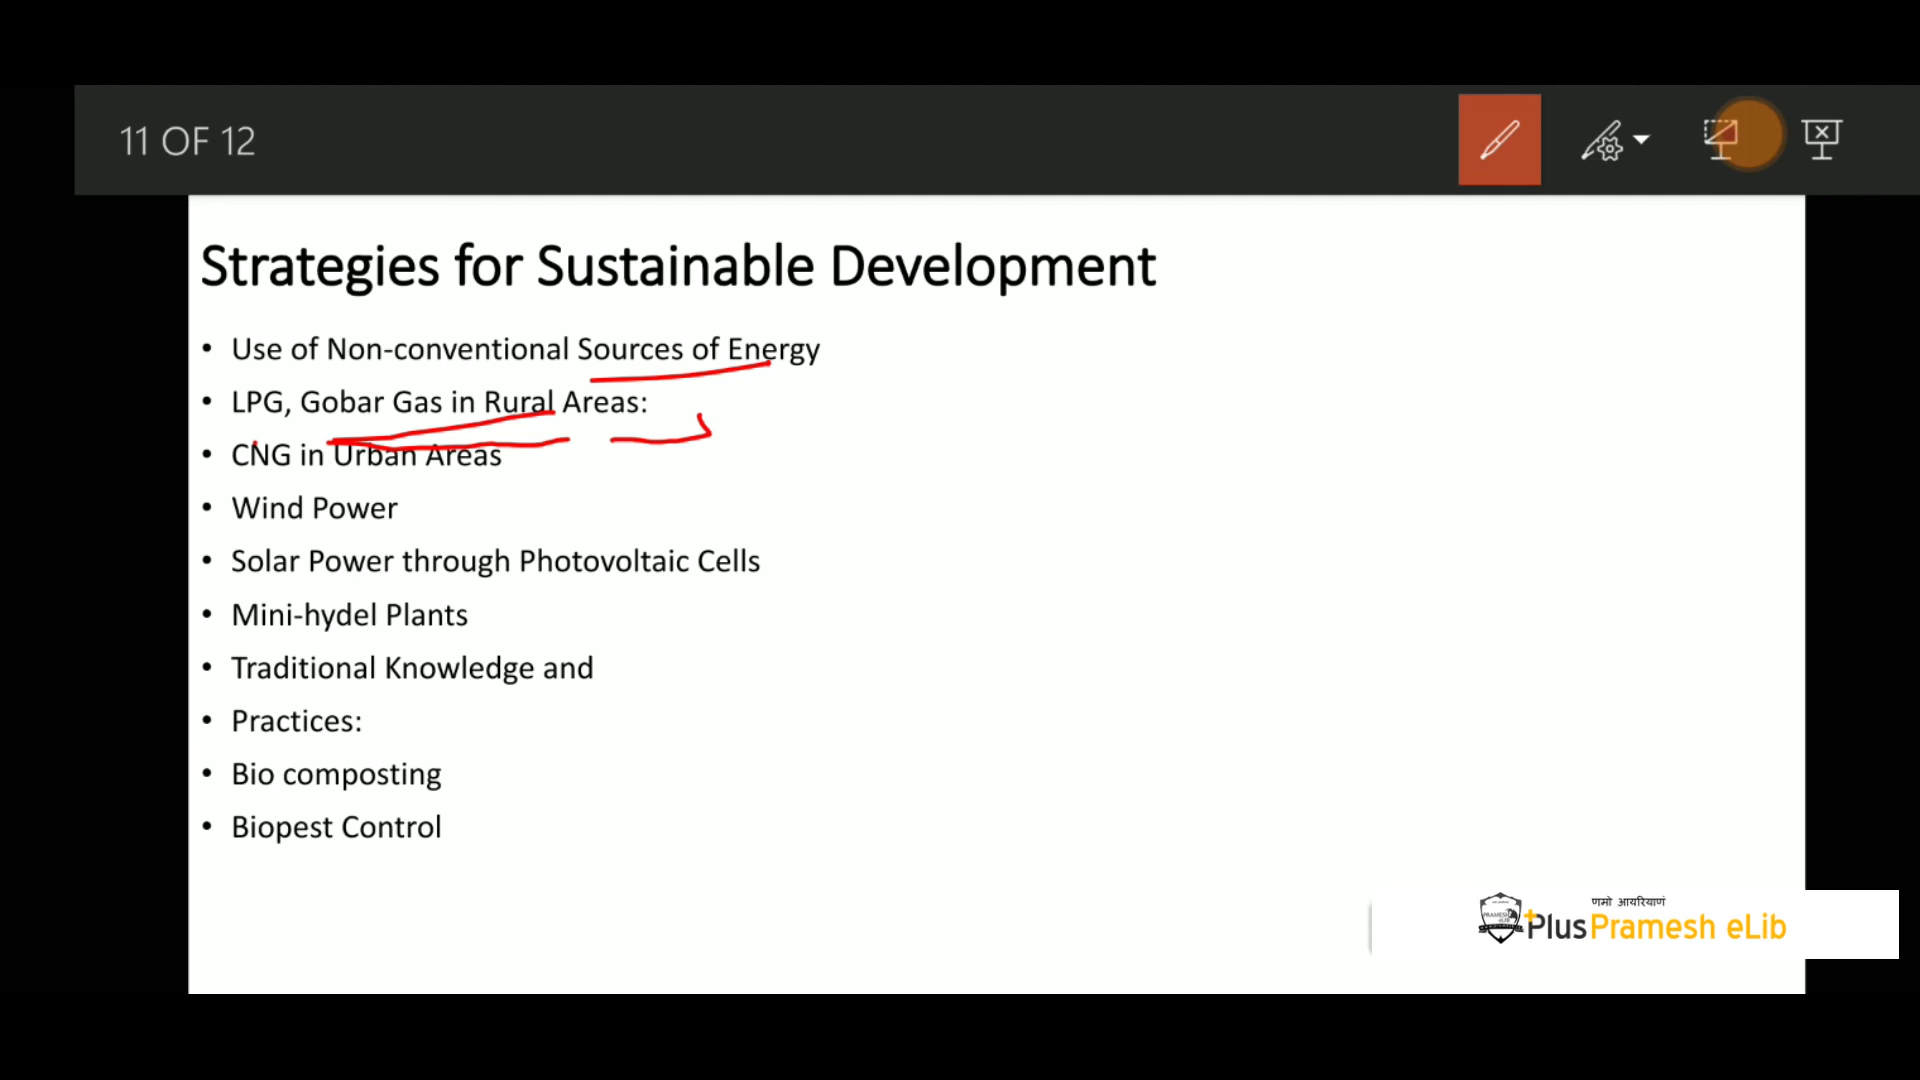 11 OF 12
Strategies for Sustainable Development
• Use of Non-conventional Sources of Energy
• LPG, Gobar Gas in Rural Areas:
• CNG in Urban Areas
• Wind Power
• Solar Power through Photovoltaic Cells
• Mini-hydel Plants
• Traditional Knowledge and
• Practices:
• Bio composting
• Biopest Control
णमो आयरियाणं
+Plus Pramesh eLib